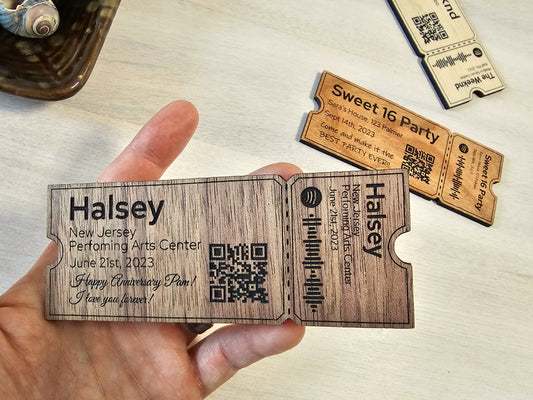 Halsey
New Jersey
Perfoming Arts Center
June 21st, 2023
Happy Anniversary Pam!
I love you forever!
Halsey
New Jersey
Perfoming Arts Center
June 21st, 2023
Sweet 16 Party
Sara's House, 123 Palmer
Sept 14th, 2023
Come and make it the
BEST PARTY EVER!!
Sweet 16 Party
The Weeknd